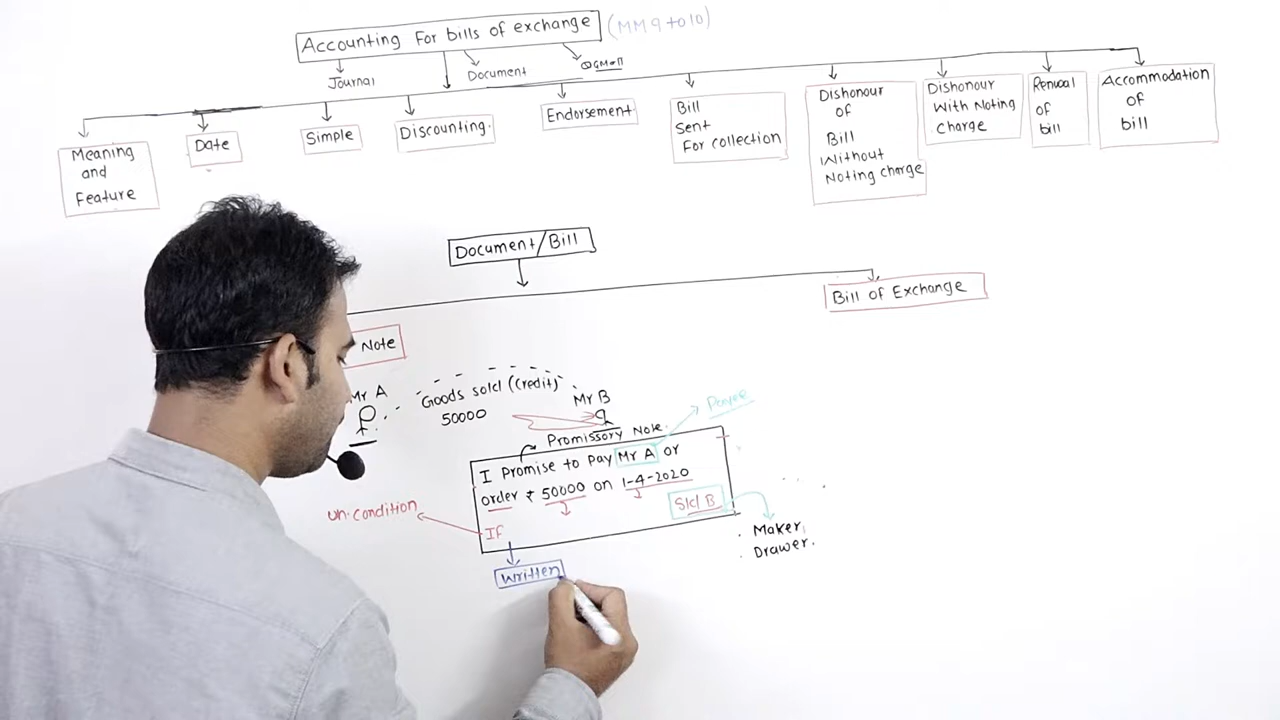 Accounting For bills of exchange
(MM 9 to 10)
Journal
Document
Meaning
and
Feature
Date
Simple
Discounting.
Endorsement
Bill
Sent
For collection
Dishonour
of
Bill
Without
Noting charge
Dishonour
With Noting
Charge
Renual
of
bill
Accommodation
of
bill
Document/Bill
Note
Bill of Exchange
Mr A
Goods sold (Credit)
50000
Mr B
Payee
Promissory Note.
I Promise to Pay Mr A or
order ₹ 50000 on 1-4-2020
S/d B
If
un-condition
Maker,
Drawer.
Written